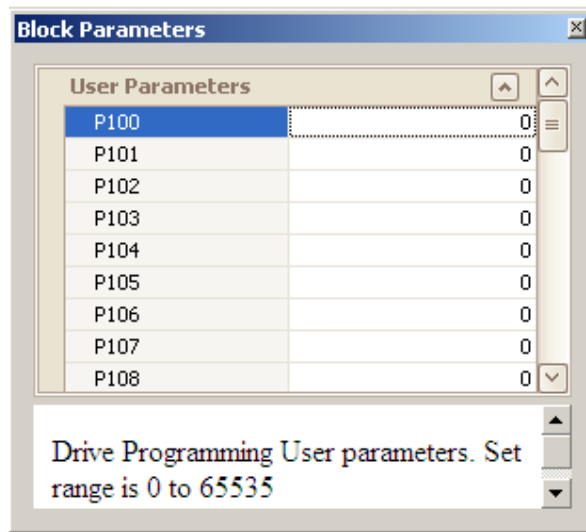 Block Parameters
User Parameters
P100 0
P101 0
P102 0
P103 0
P104 0
P105 0
P106 0
P107 0
P108 0
Drive Programming User parameters. Set
range is 0 to 65535